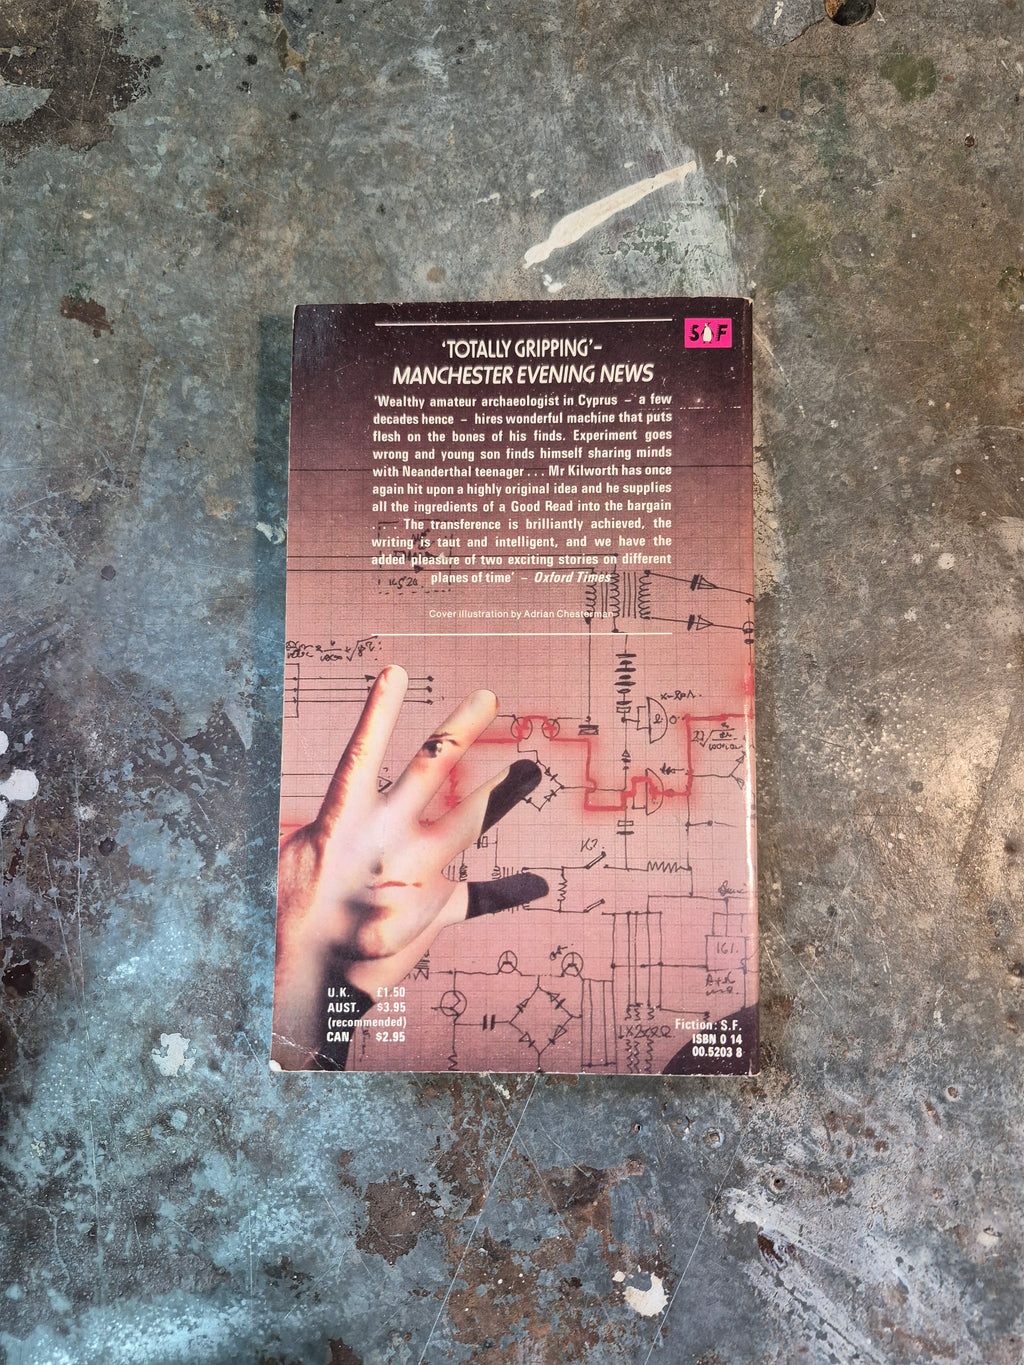 S F
‘TOTALLY GRIPPING’–
MANCHESTER EVENING NEWS
‘Wealthy amateur archaeologist in Cyprus – a few
decades hence – hires wonderful machine that puts
flesh on the bones of his finds. Experiment goes
wrong and young son finds himself sharing minds
with Neanderthal teenager . . . Mr Kilworth has once
again hit upon a highly original idea and he supplies
all the ingredients of a Good Read into the bargain
. . . . The transference is brilliantly achieved, the
writing is taut and intelligent, and we have the
added pleasure of two exciting stories on different
planes of time’ – Oxford Times
Cover illustration by Adrian Chesterman
U.K. £1.50
AUST. $3.95
(recommended)
CAN. $2.95
161.
Fiction: S.F.
ISBN 0 14
00.5203 8